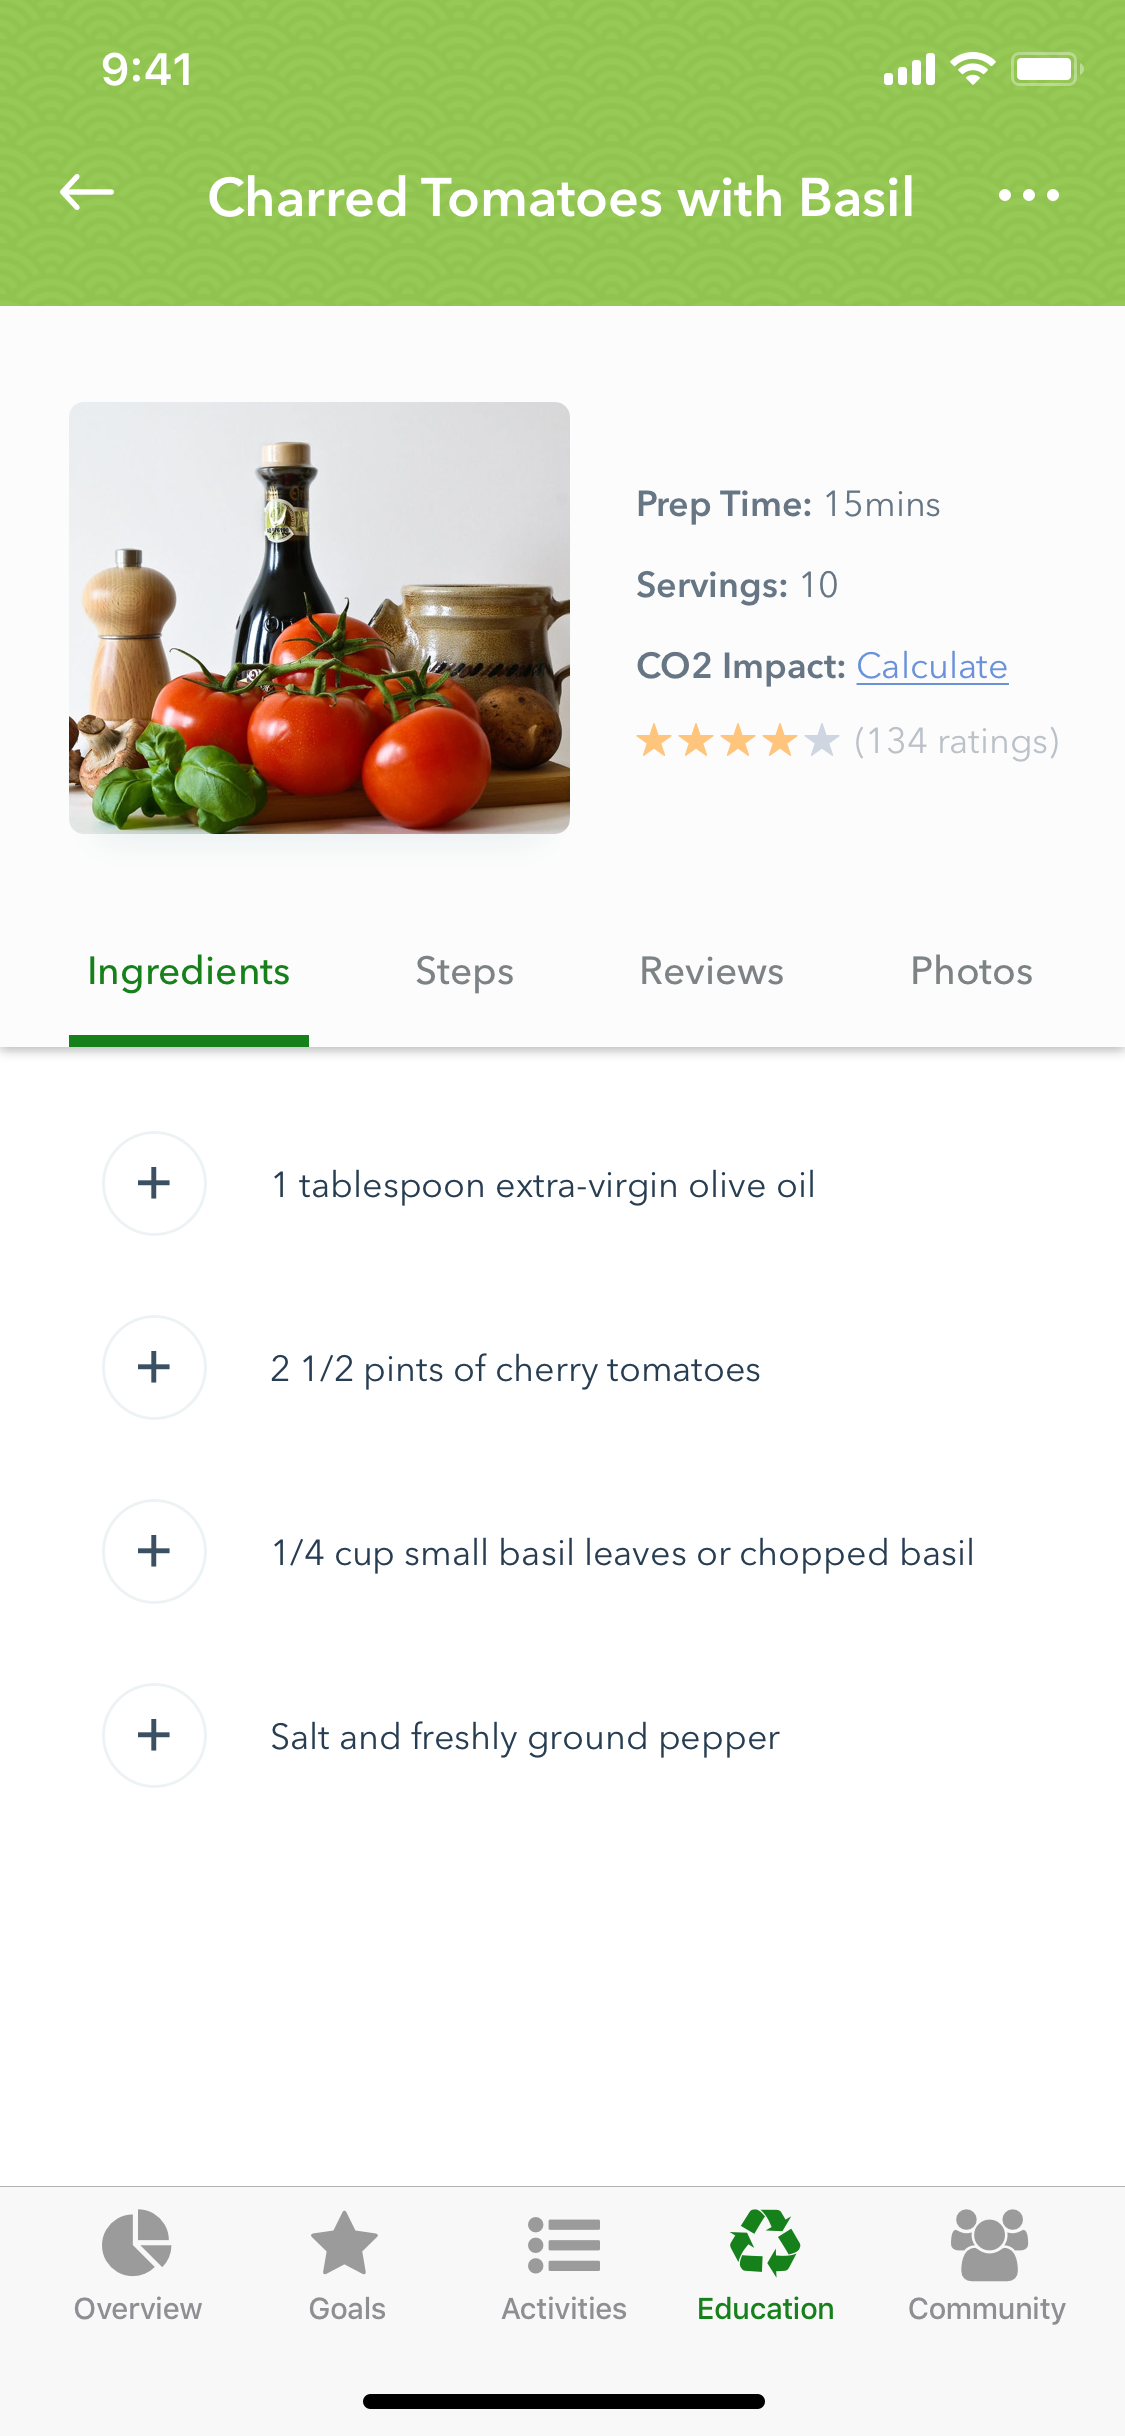 9:41
Charred Tomatoes with Basil
Prep Time: 15mins
Servings: 10
CO2 Impact: Calculate
(134 ratings)
Ingredients Steps Reviews Photos
1 tablespoon extra-virgin olive oil
2 1/2 pints of cherry tomatoes
1/4 cup small basil leaves or chopped basil
Salt and freshly ground pepper
Overview Goals Activities Education Community